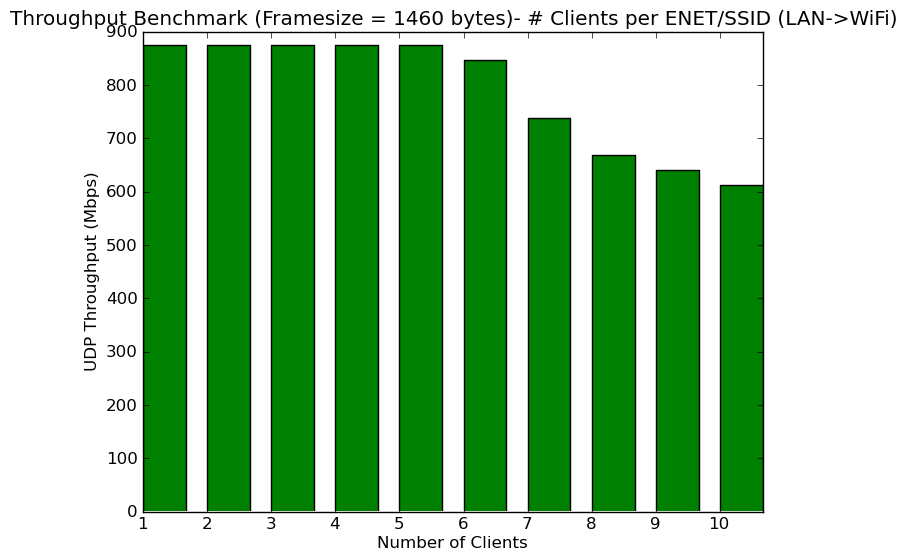 Throughput Benchmark (Framesize = 1460 bytes)- # Clients per ENET/SSID (LAN->WiFi)
900
800
700
600
500
400
300
200
100
0
UDP Throughput (Mbps)
1 2 3 4 5 6 7 8 9 10
Number of Clients